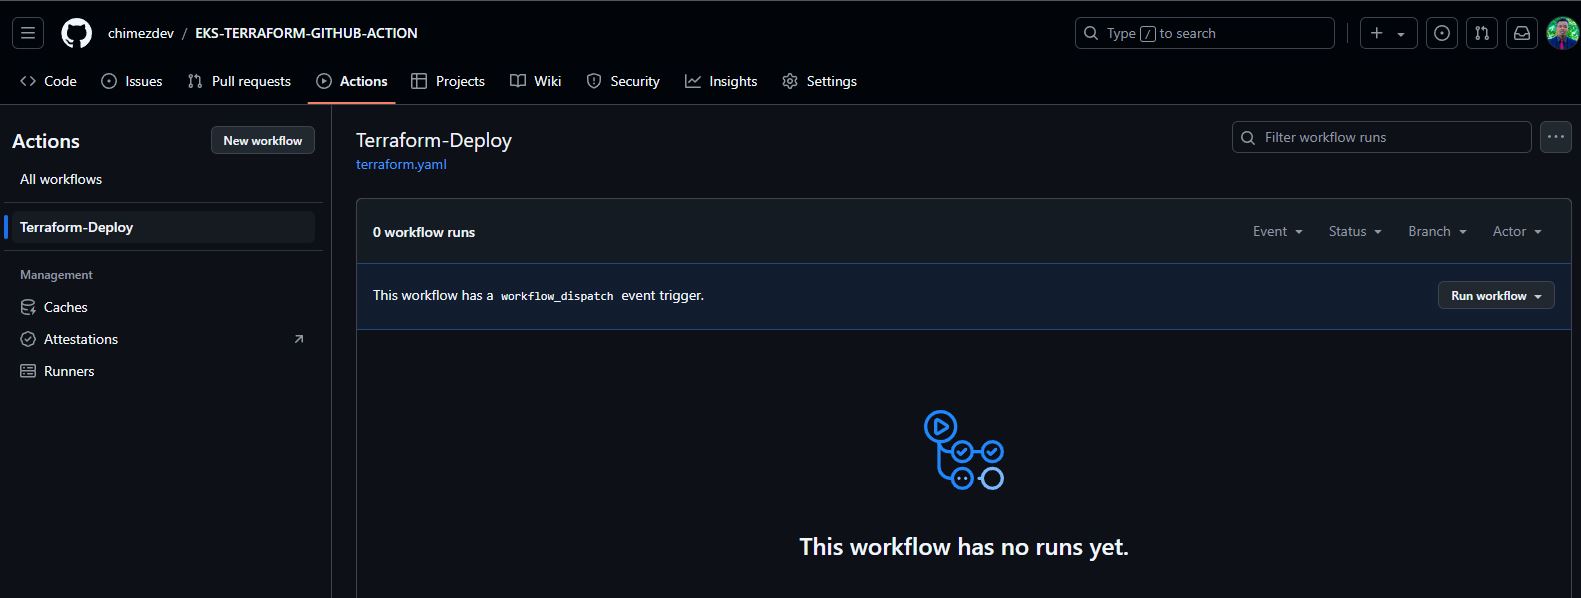 chimezdev / EKS-TERRAFORM-GITHUB-ACTION
Type / to search
Code Issues Pull requests Actions Projects Wiki Security Insights Settings
Actions
New workflow
All workflows
Terraform-Deploy
Management
Caches
Attestations
Runners
Terraform-Deploy
terraform.yaml
Filter workflow runs
0 workflow runs
Event Status Branch Actor
This workflow has a workflow_dispatch event trigger.
Run workflow
This workflow has no runs yet.